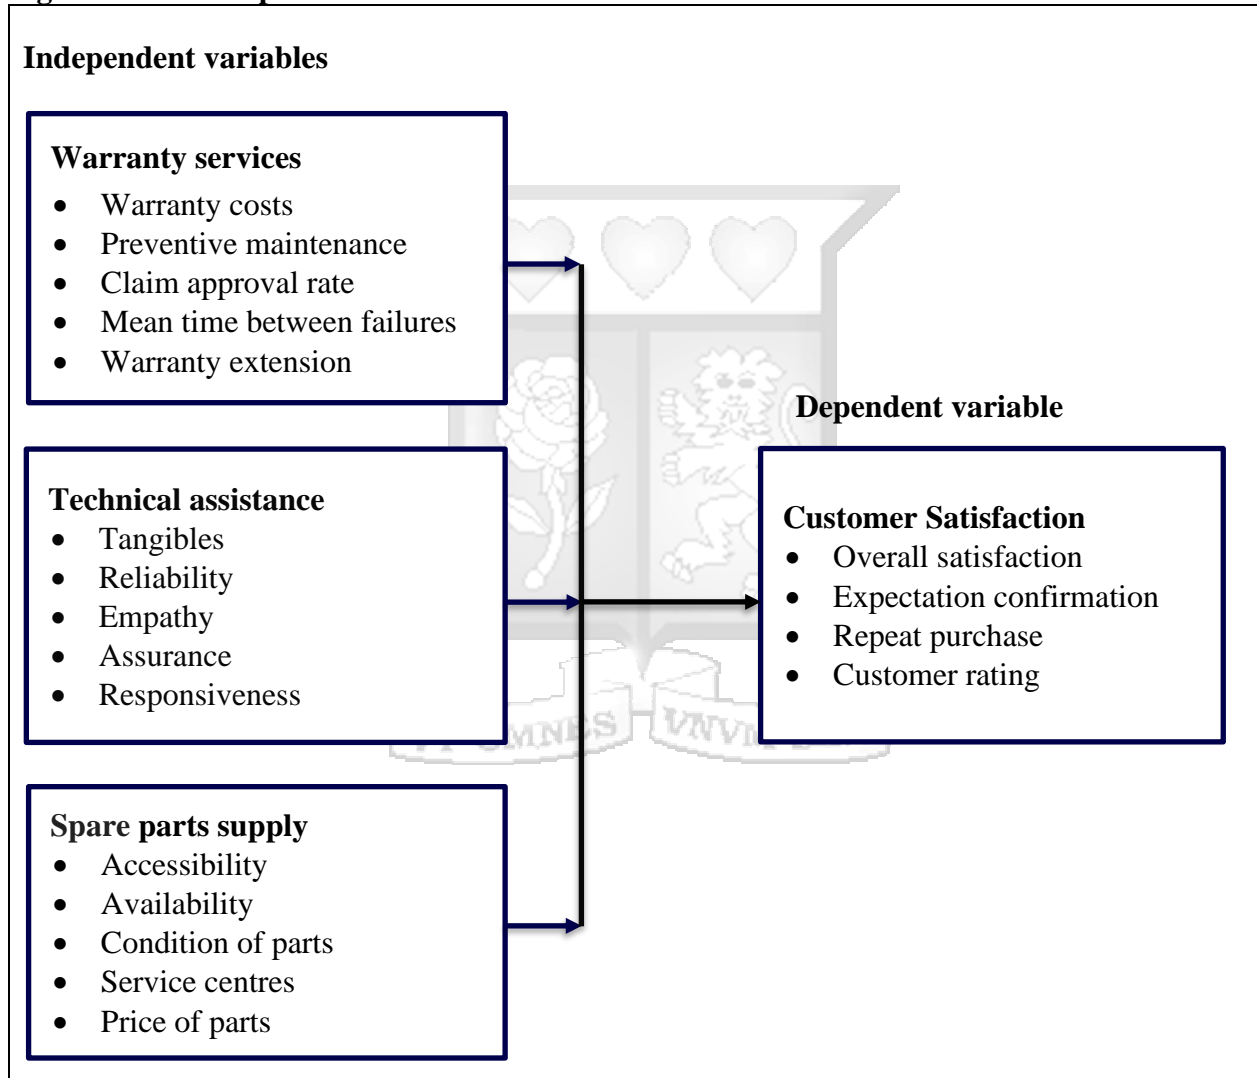 Independent variables
Warranty services
• Warranty costs
• Preventive maintenance
• Claim approval rate
• Mean time between failures
• Warranty extension
Technical assistance
• Tangibles
• Reliability
• Empathy
• Assurance
• Responsiveness
Spare parts supply
• Accessibility
• Availability
• Condition of parts
• Service centres
• Price of parts
Dependent variable
Customer Satisfaction
• Overall satisfaction
• Expectation confirmation
• Repeat purchase
• Customer rating